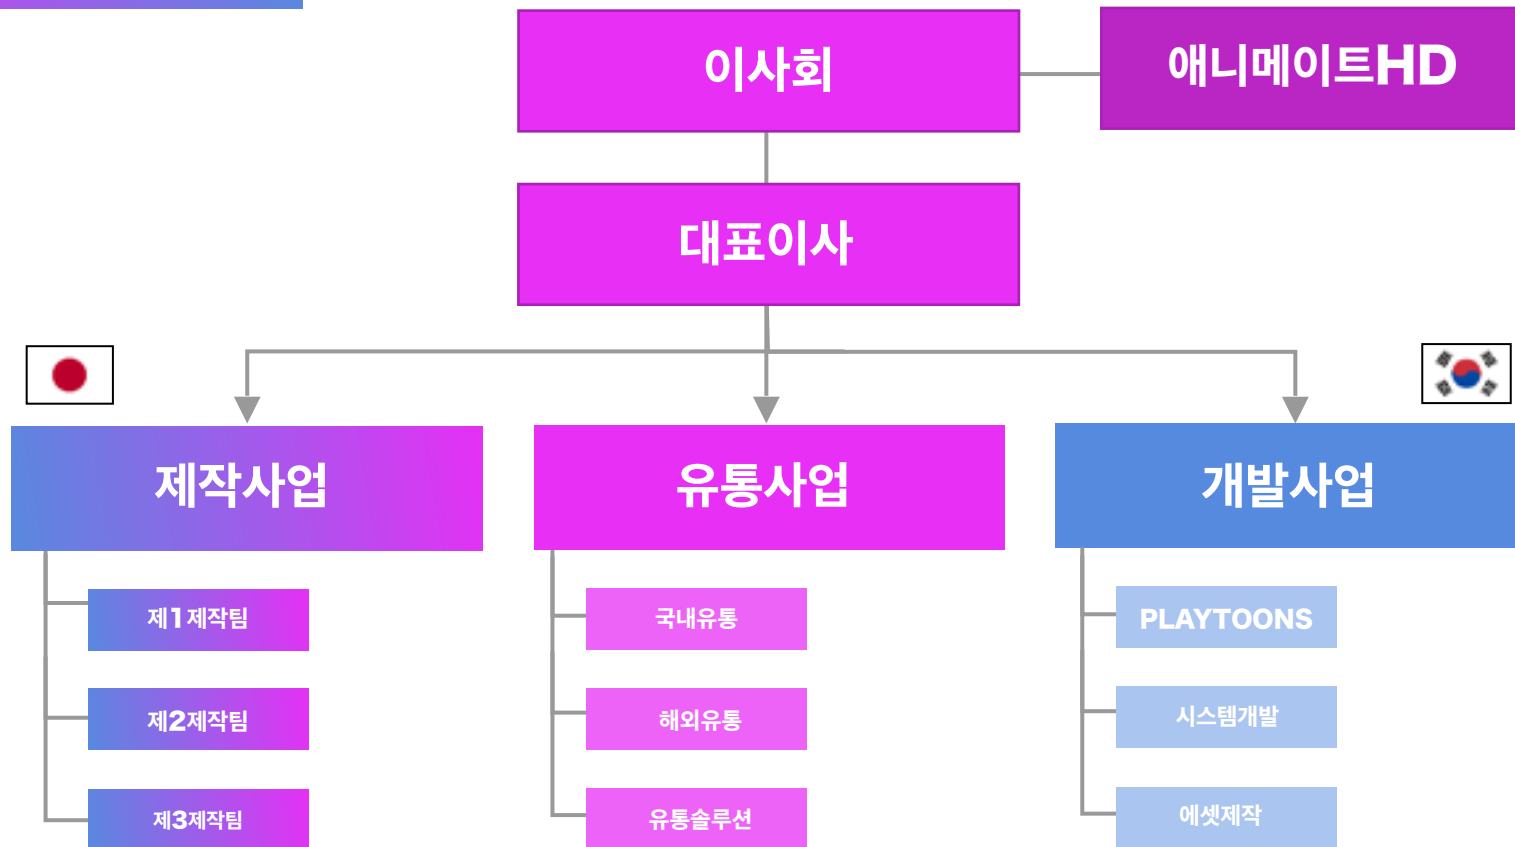 이사회
애니메이트HD
대표이사
제작사업
유통사업
개발사업
제1제작팀
국내유통
PLAYTOONS
제2제작팀
해외유통
시스템개발
제3제작팀
유통솔루션
에셋제작